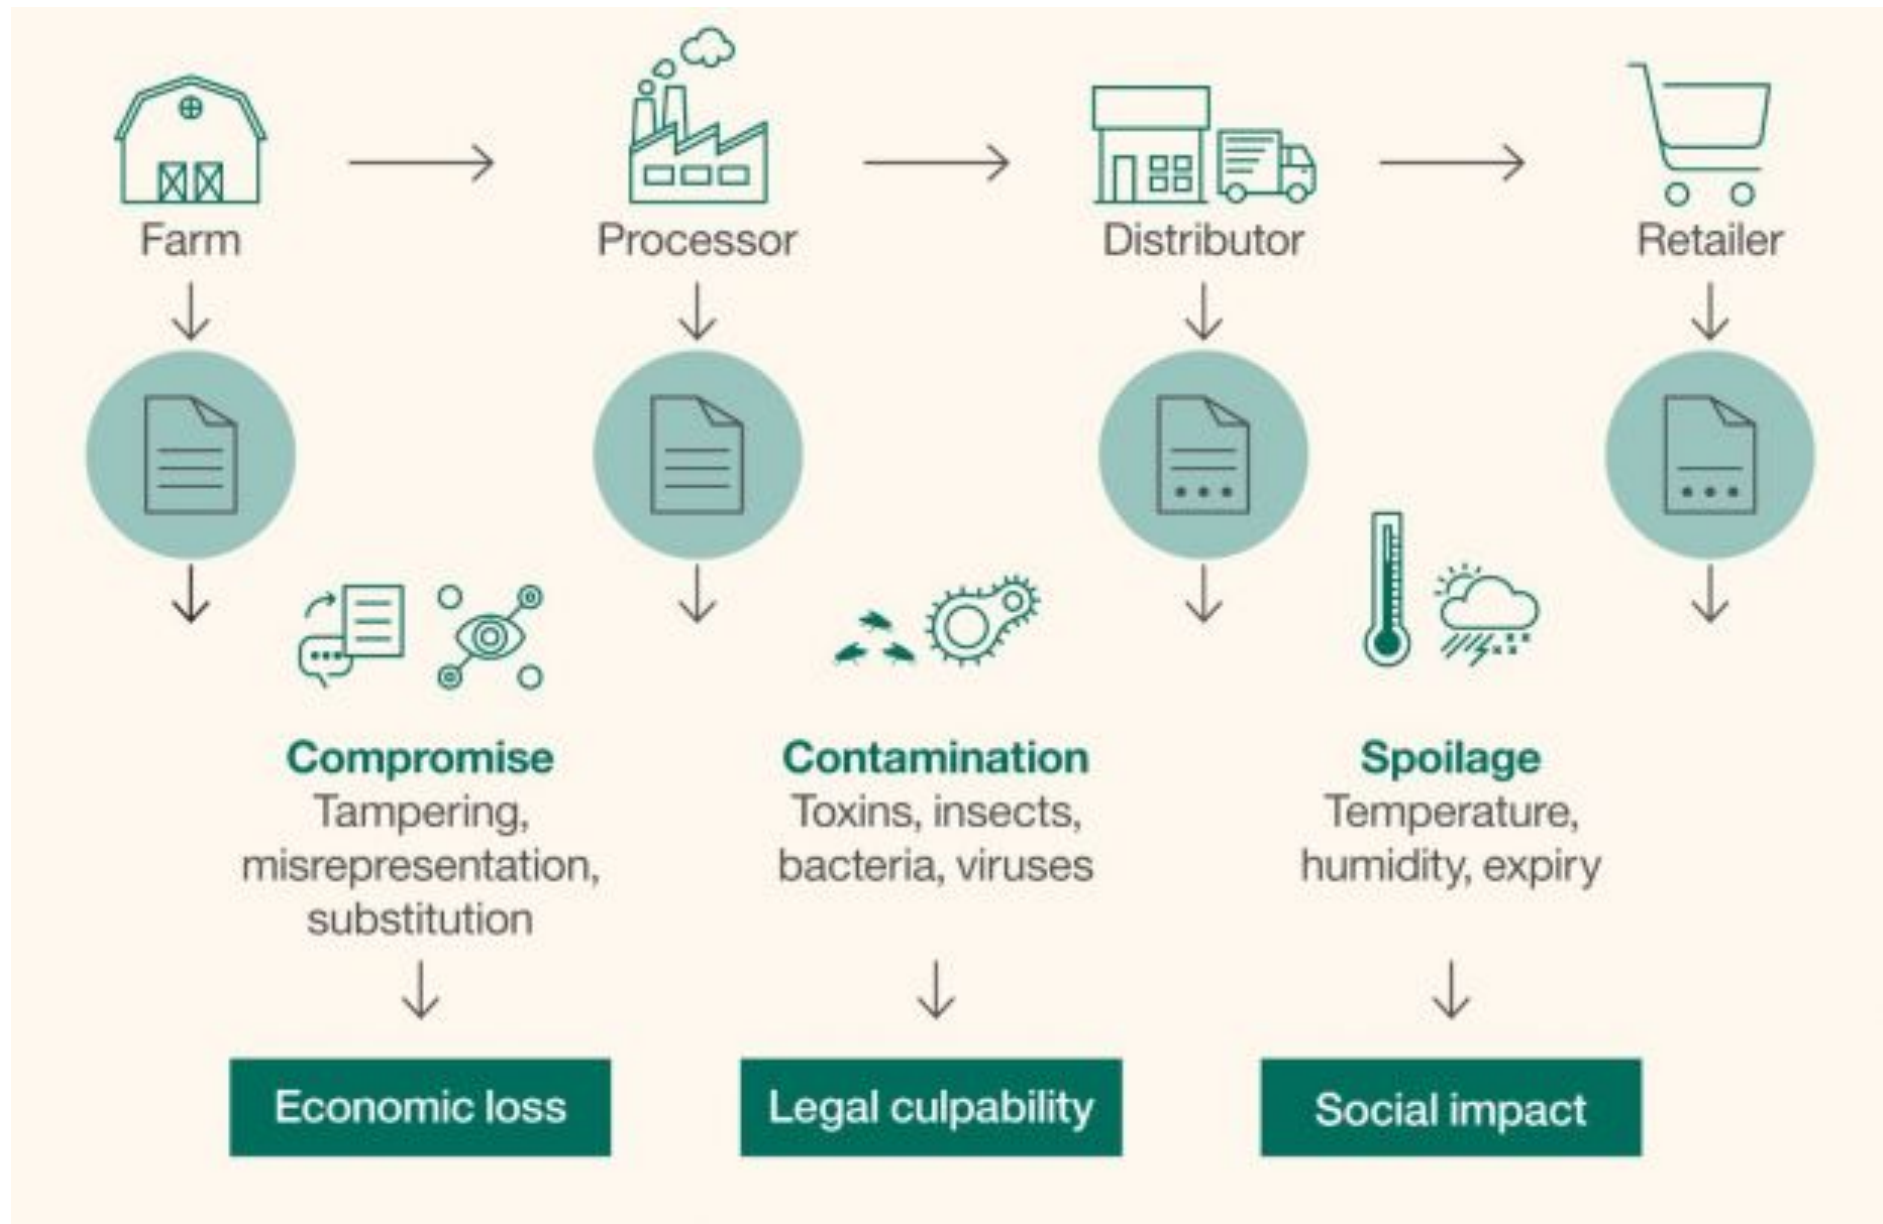 Farm
Processor
Distributor
Retailer
Compromise
Tampering,
misrepresentation,
substitution
Contamination
Toxins, insects,
bacteria, viruses
Spoilage
Temperature,
humidity, expiry
Economic loss
Legal culpability
Social impact